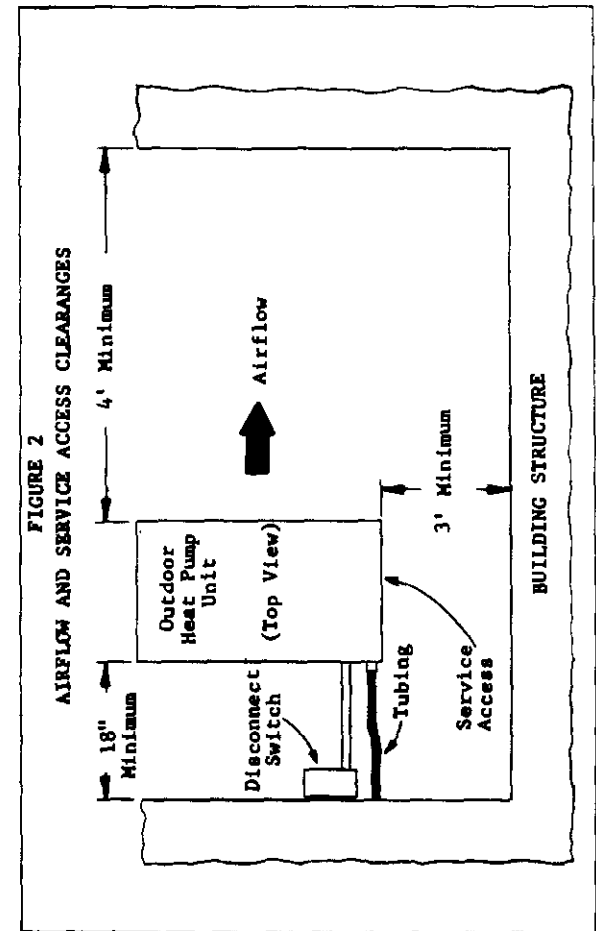 FIGURE 2
AIRFLOW AND SERVICE ACCESS CLEARANGES
18"
Minimum
4' Minimum
Outdoor
Heat Pump
Unit
(Top View)
Airflow
Disconnect
Switch
Tubing
Service
Access
3' Minimum
BUILDING STRUCTURE